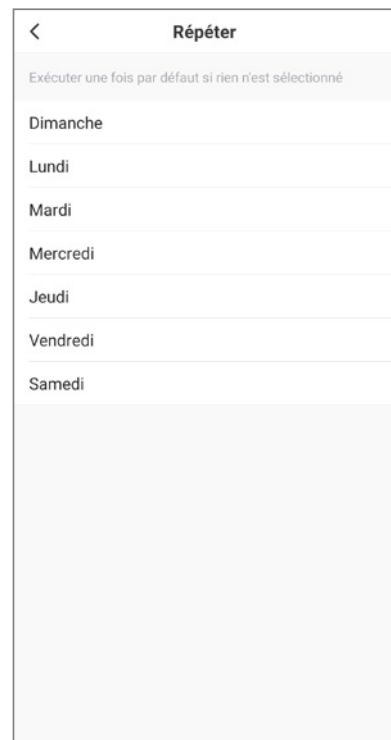 Répéter
Exécuter une fois par défaut si rien n'est sélectionné
Dimanche
Lundi
Mardi
Mercredi
Jeudi
Vendredi
Samedi